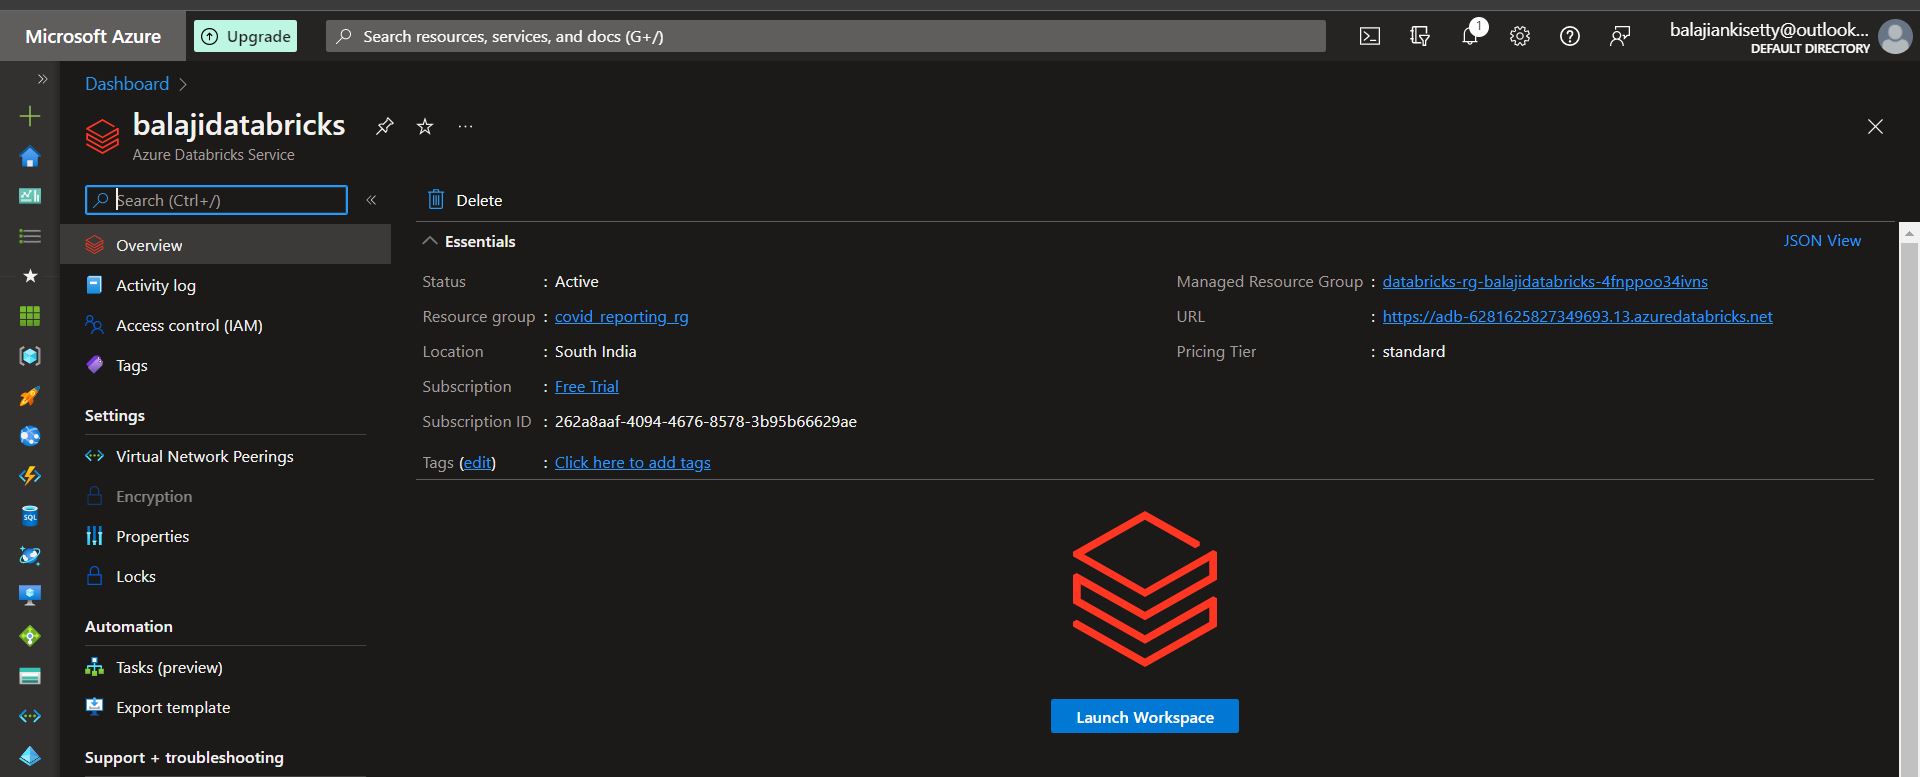 Microsoft Azure
Upgrade
Search resources, services, and docs (G+/)
1
balajiankisetty@outlook...
DEFAULT DIRECTORY
Dashboard
balajidatabricks
Azure Databricks Service
Search (Ctrl+/)
Delete
Overview
Activity log
Access control (IAM)
Tags
Settings
Virtual Network Peerings
Encryption
Properties
Locks
Automation
Tasks (preview)
Export template
Support + troubleshooting
Essentials
JSON View
Status : Active
Resource group : covid_reporting_rg
Location : South India
Subscription : Free Trial
Subscription ID : 262a8aaf-4094-4676-8578-3b95b66629ae
Tags (edit) : Click here to add tags
Managed Resource Group : databricks-rg-balajidatabricks-4fnppoo34ivns
URL : https://adb-6281625827349693.13.azuredatabricks.net
Pricing Tier : standard
Launch Workspace
SQL